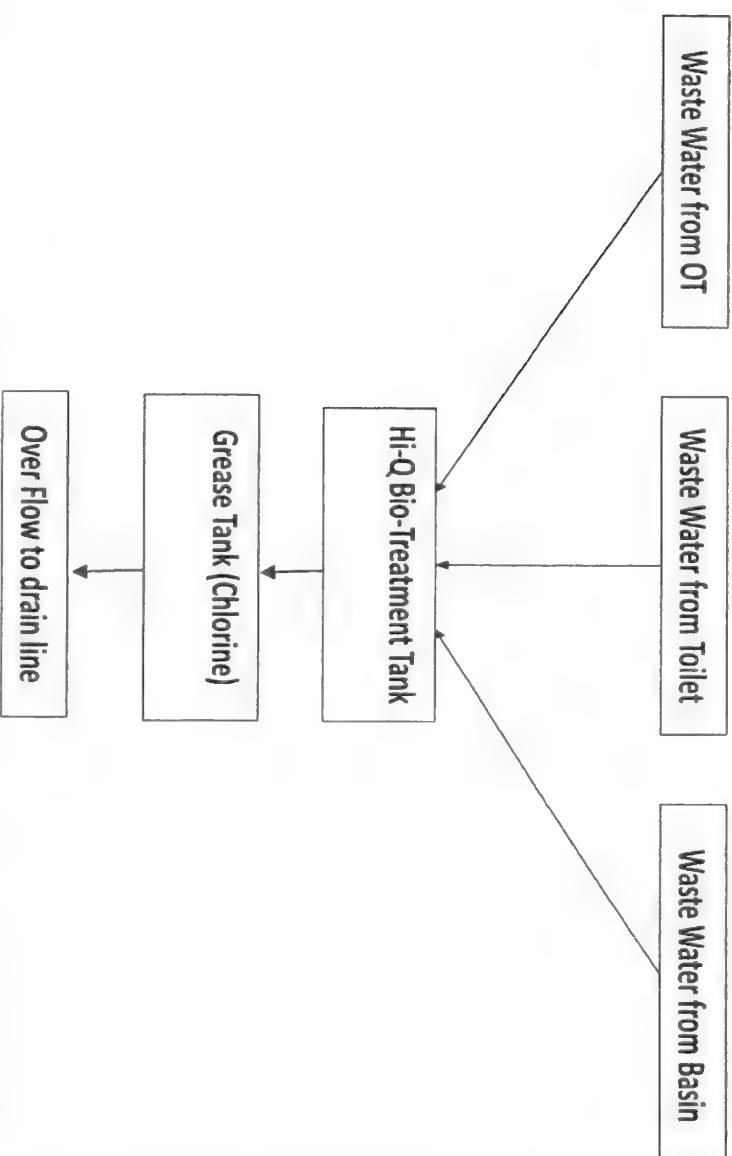 Waste Water from OT
Waste Water from Toilet
Waste Water from Basin
Hi-Q Bio-Treatment Tank
Grease Tank (Chlorine)
Over Flow to drain line